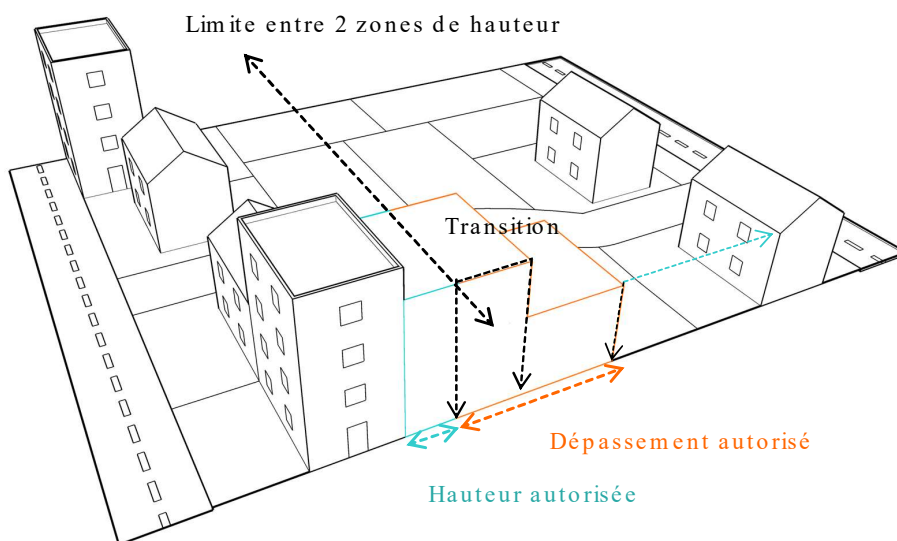 Limite entre 2 zones de hauteur
Transition
Dépassement autorisé
Hauteur autorisée